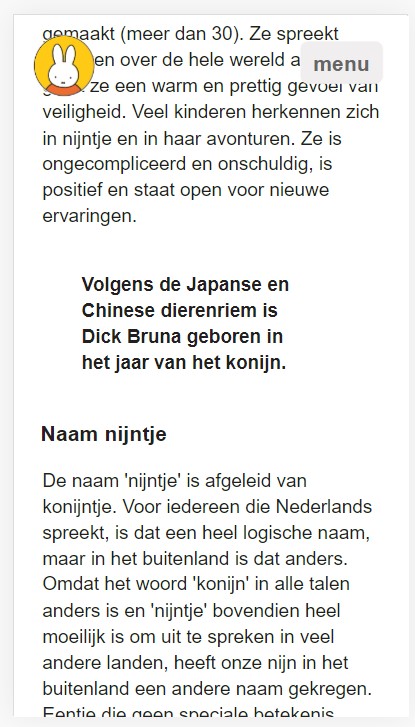 gemaakt (meer dan 30). Ze spreekt
en over de hele wereld a
menu
ze een warm en prettig gevoel van
veiligheid. Veel kinderen herkennen zich
in nijntje en in haar avonturen. Ze is
ongecompliceerd en onschuldig, is
positief en staat open voor nieuwe
ervaringen.
Volgens de Japanse en
Chinese dierenriem is
Dick Bruna geboren in
het jaar van het konijn.
Naam nijntje
De naam 'nijntje' is afgeleid van
konijntje. Voor iedereen die Nederlands
spreekt, is dat een heel logische naam,
maar in het buitenland is dat anders.
Omdat het woord 'konijn' in alle talen
anders is en 'nijntje' bovendien heel
moeilijk is om uit te spreken in veel
andere landen, heeft onze nijn in het
buitenland een andere naam gekregen.
Eentje die geen speciale betekenis